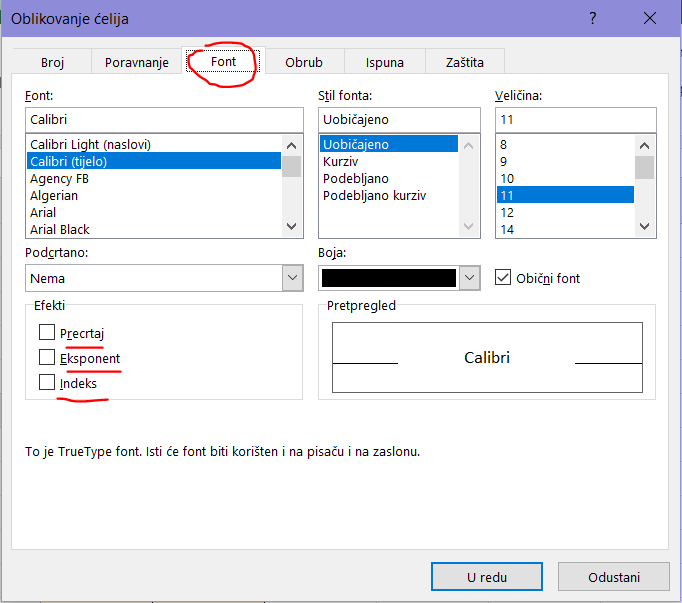 Oblikovanje ćelija
?
Broj Poravnanje Font Obrub Ispuna Zaštita
Font: Stil fonta: Veličina:
Calibri Uobičajeno 11
Calibri Light (naslovi) Uobičajeno 8
Calibri (tijelo) Kurziv 9
Agency FB Podebljano 10
Algerian Podebljano kurziv 11
Arial 12
Arial Black 14
Podcrtano: Boja:
Nema Obični font
Efekti Pretpregled
Precrtaj
Eksponent Calibri
Indeks
To je TrueType font. Isti će font biti korišten i na pisaču i na zaslonu.
U redu Odustani